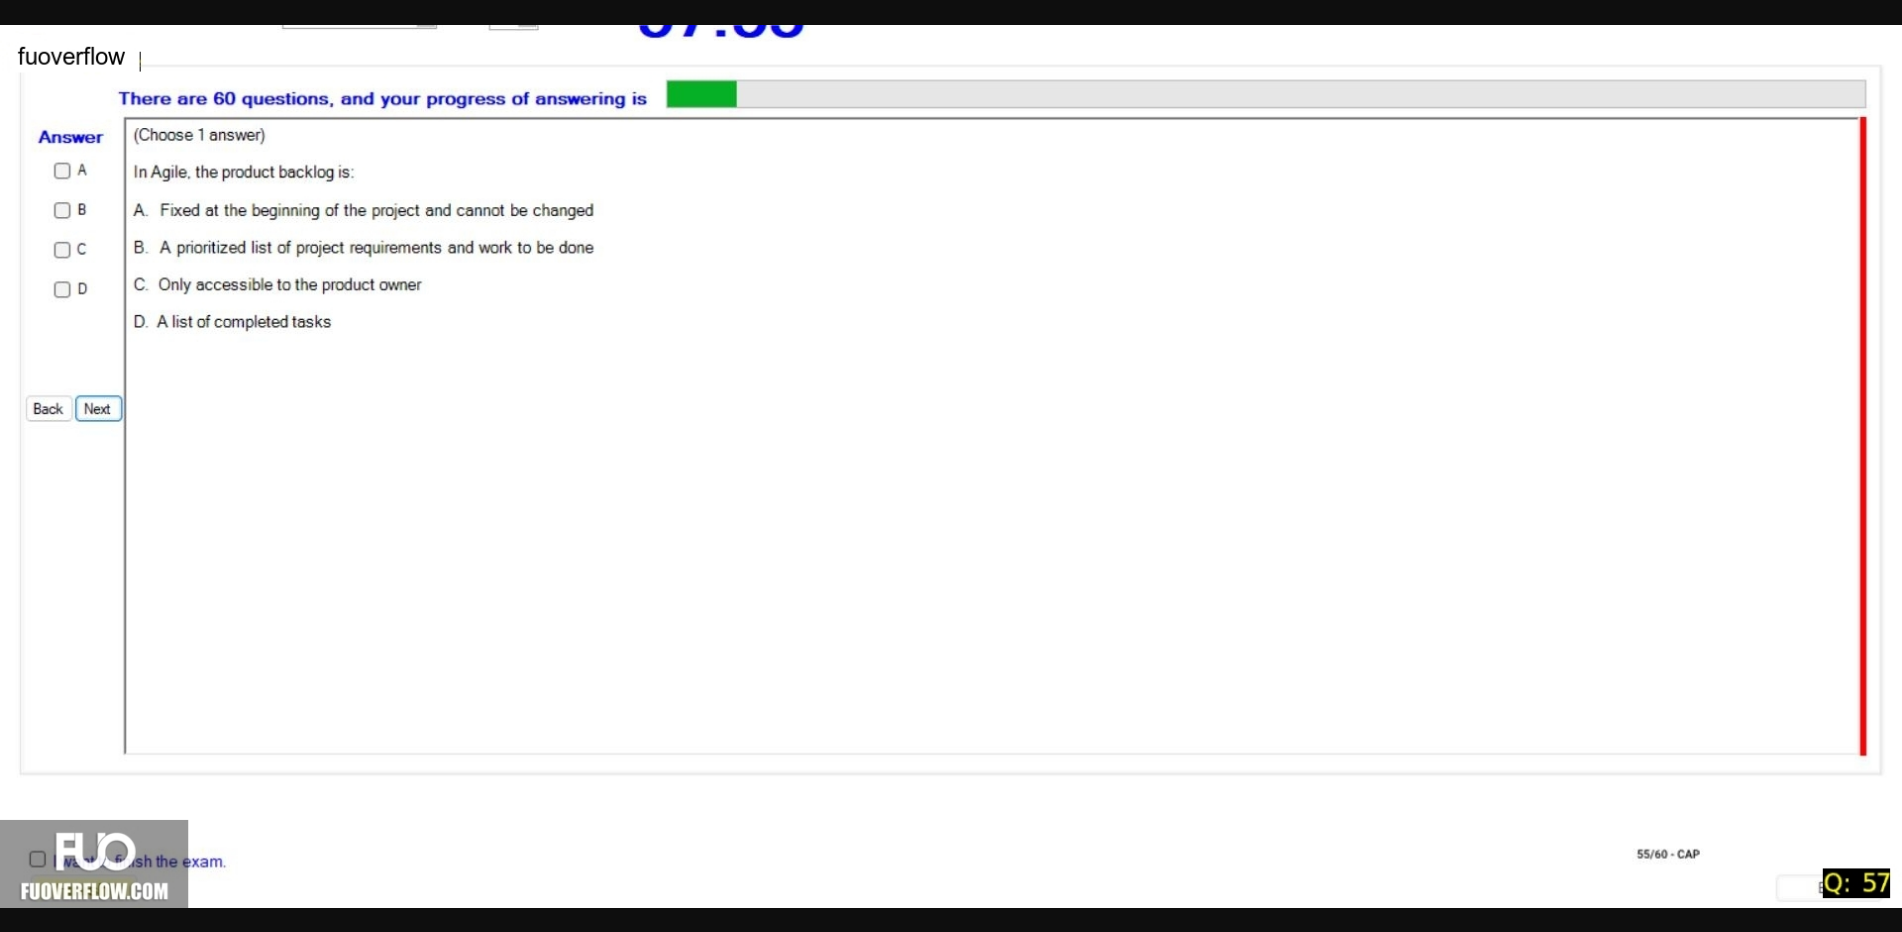 fuoverflow
There are 60 questions, and your progress of answering is
Answer
(Choose 1 answer)
A
In Agile, the product backlog is:
B
A. Fixed at the beginning of the project and cannot be changed
C
B. A prioritized list of project requirements and work to be done
D
C. Only accessible to the product owner
D. A list of completed tasks
Back Next
FUO
finish the exam.
FUOVERFLOW.COM
55/60 - CAP
Q: 57